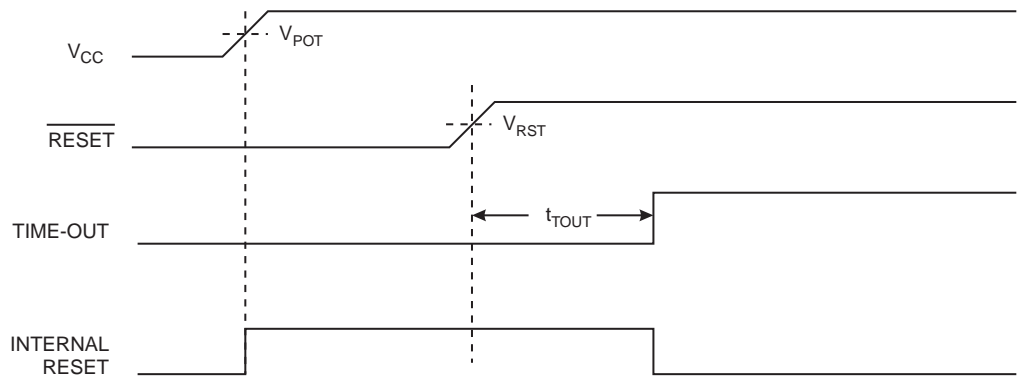 VCC
VPOT
RESET
VRST
TIME-OUT
tTOUT
INTERNAL
RESET